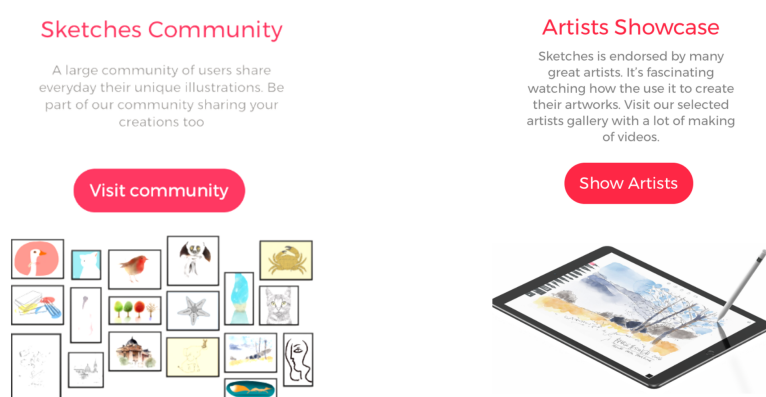 Sketches Community
A large community of users share
everyday their unique illustrations. Be
part of our community sharing your
creations too
Visit community
Artists Showcase
Sketches is endorsed by many
great artists. It's fascinating
watching how the use it to create
their artworks. Visit our selected
artists gallery with a lot of making
of videos.
Show Artists